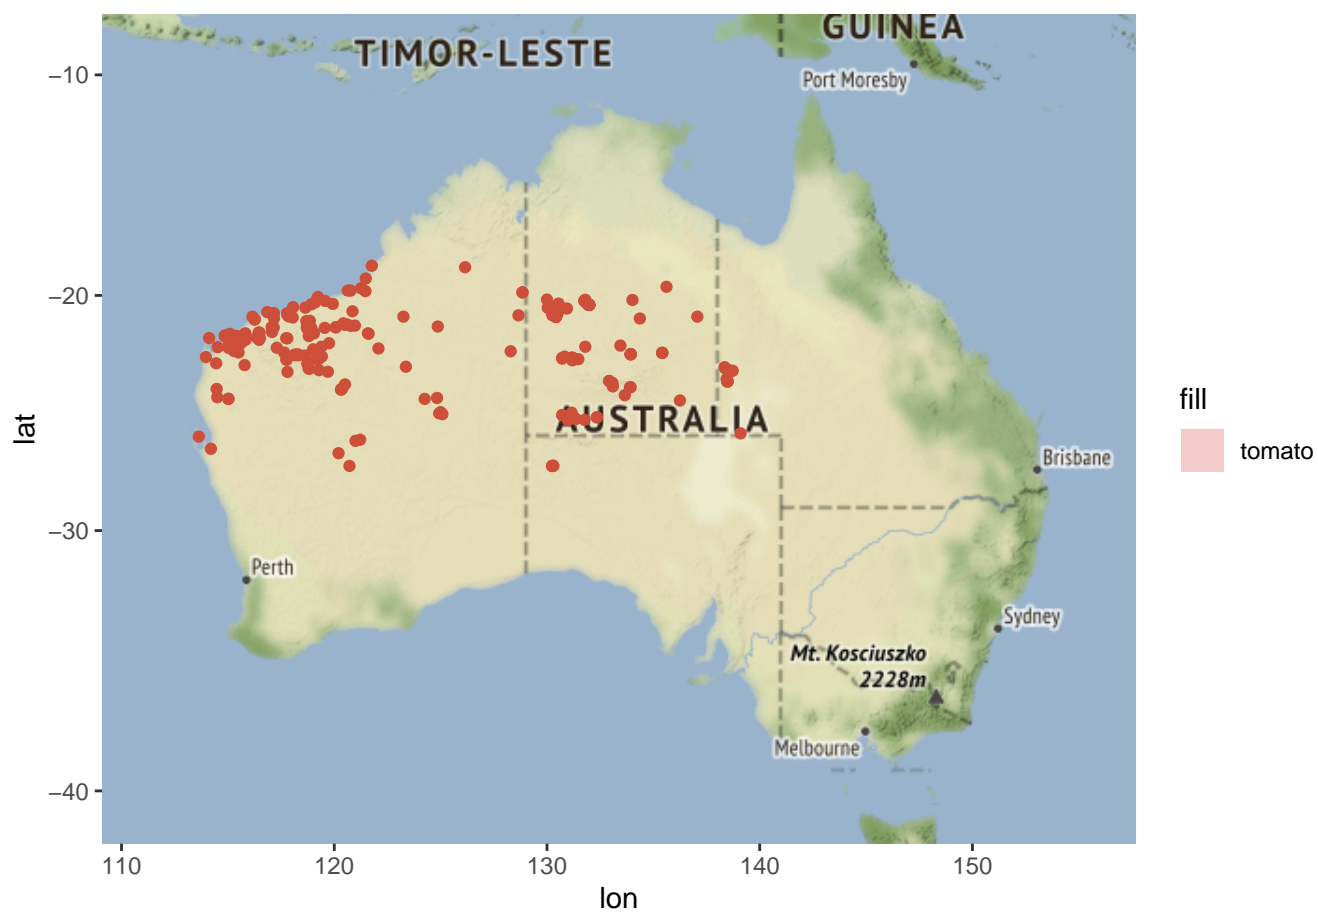 GUINEA
TIMOR-LESTE
Port Moresby
−10
−20
−30
−40
lat
AUSTRALIA
Brisbane
Perth
Sydney
Mt. Kosciuszko
2228m
Melbourne
110
120
130
140
150
lon
fill
tomato